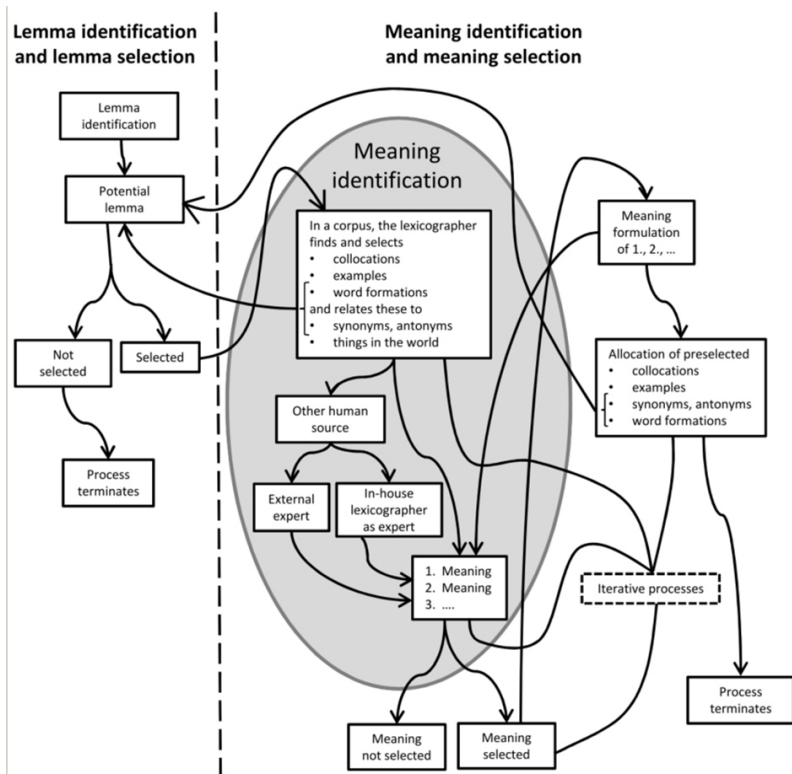 Lemma identification
and lemma selection
Meaning identification
and meaning selection
Lemma
identification
Potential
lemma
Not
selected
Selected
Process
terminates
Meaning
identification
In a corpus, the lexicographer
finds and selects
• collocations
• examples
• word formations
and relates these to
• synonyms, antonyms
• things in the world
Other human
source
External
expert
In-house
lexicographer
as expert
1. Meaning
2. Meaning
3. ....
Meaning
not selected
Meaning
selected
Meaning
formulation
of 1., 2., ...
Allocation of preselected
• collocations
• examples
• synonyms, antonyms
• word formations
Iterative processes
Process
terminates